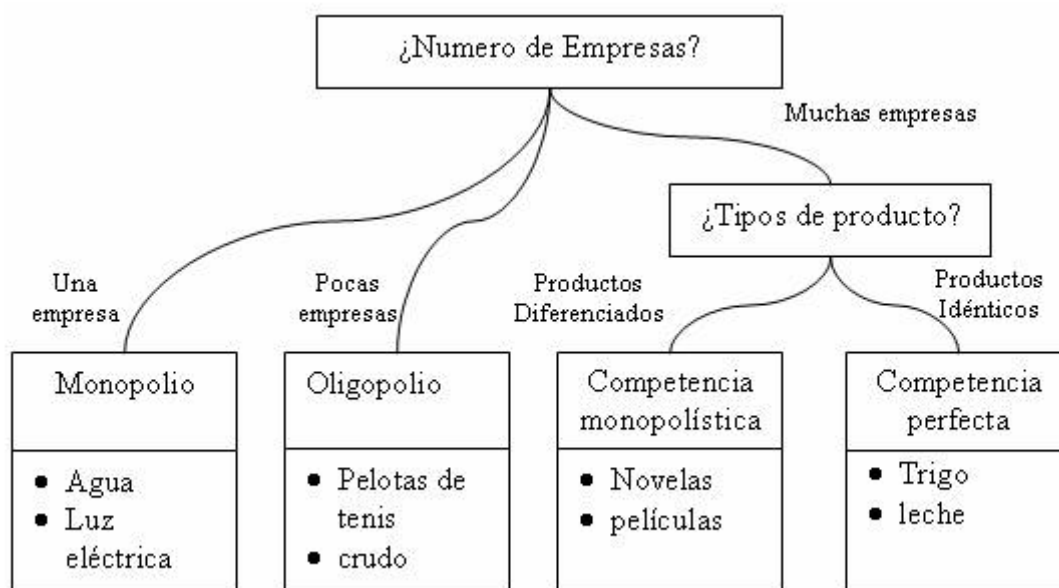 ¿Numero de Empresas?
Muchas empresas
¿Tipos de producto?
Una
empresa
Pocas
empresas
Productos
Diferenciados
Productos
Idénticos
Monopolio
• Agua
• Luz
eléctrica
Oligopolio
• Pelotas de
tenis
• crudo
Competencia
monopolística
• Novelas
• películas
Competencia
perfecta
• Trigo
• leche